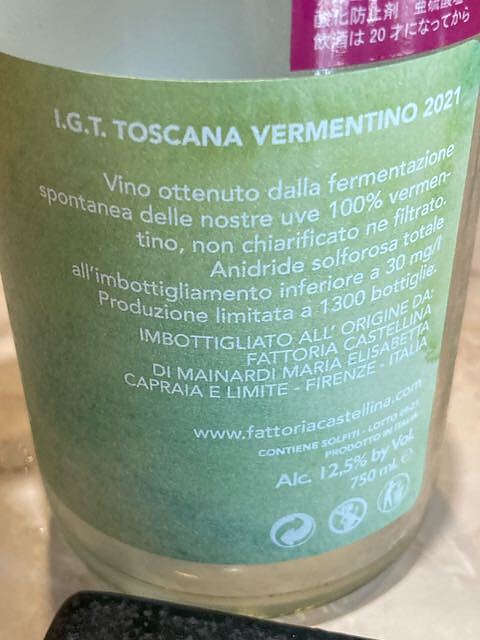 酸化防止剤
飲酒は20才になってから
I.G.T. TOSCANA VERMENTINO 2021
Vino ottenuto dalla fermentazione
spontanea delle nostre uve 100% vermen-
tino, non chiarificato ne filtrato.
Anidride solforosa totale
all'imbottigliamento inferiore a 30 mg/l
Produzione limitata a 1300 bottiglie.
IMBOTTIGLIATO ALL' ORIGINE DA:
FATTORIA CASTELLINA
DI MAINARDI MARIA ELISABETTA
CAPRAIA E LIMITE - FIRENZE - ITALIA
www.fattoriacastellina.com
CONTIENE SOLFITI - LOTTO 09-21
PRODOTTO IN ITALIA
Alc. 12,5% by Vol.
750 mL e